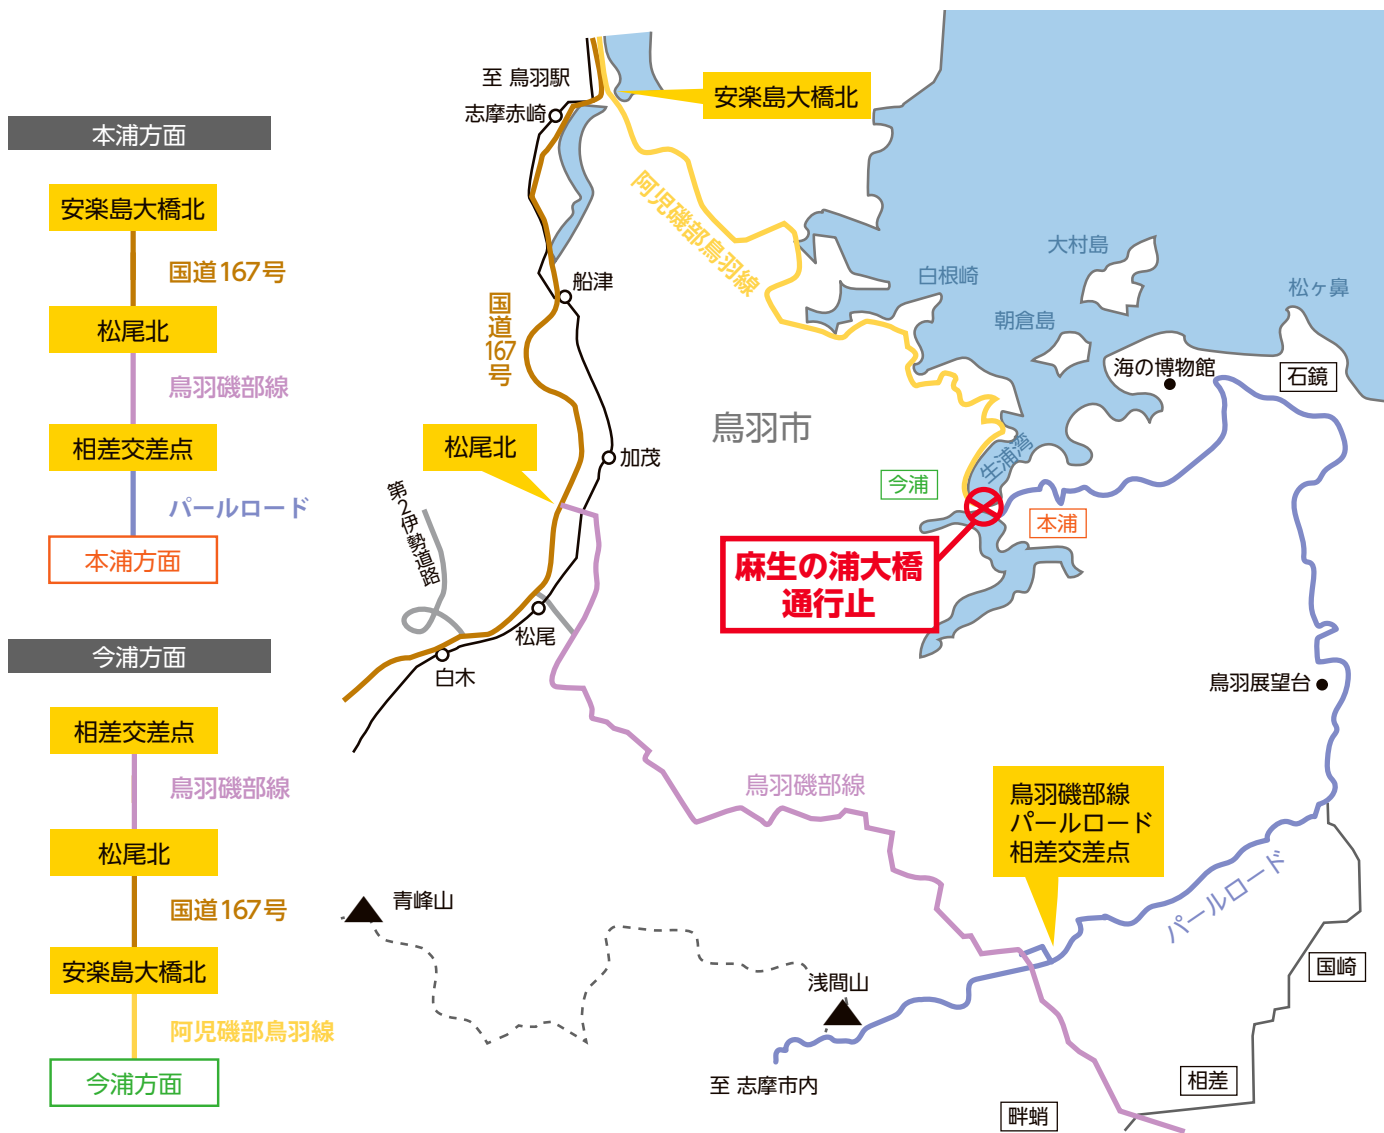 本浦方面
安楽島大橋北
国道167号
松尾北
鳥羽磯部線
相差交差点
パールロード
本浦方面
今浦方面
相差交差点
鳥羽磯部線
松尾北
国道167号
安楽島大橋北
阿児磯部鳥羽線
今浦方面
至 鳥羽駅
志摩赤崎
安楽島大橋北
阿児磯部鳥羽線
船津
国道167号
白根崎
大村島
松ヶ鼻
朝倉島
海の博物館
石鏡
鳥羽市
松尾北
加茂
生浦湾
今浦
本浦
第2伊勢道路
麻生の浦大橋
通行止
松尾
白木
鳥羽展望台
鳥羽磯部線
鳥羽磯部線
パールロード
相差交差点
パールロード
青峰山
浅間山
国崎
至 志摩市内
相差
畔蛸